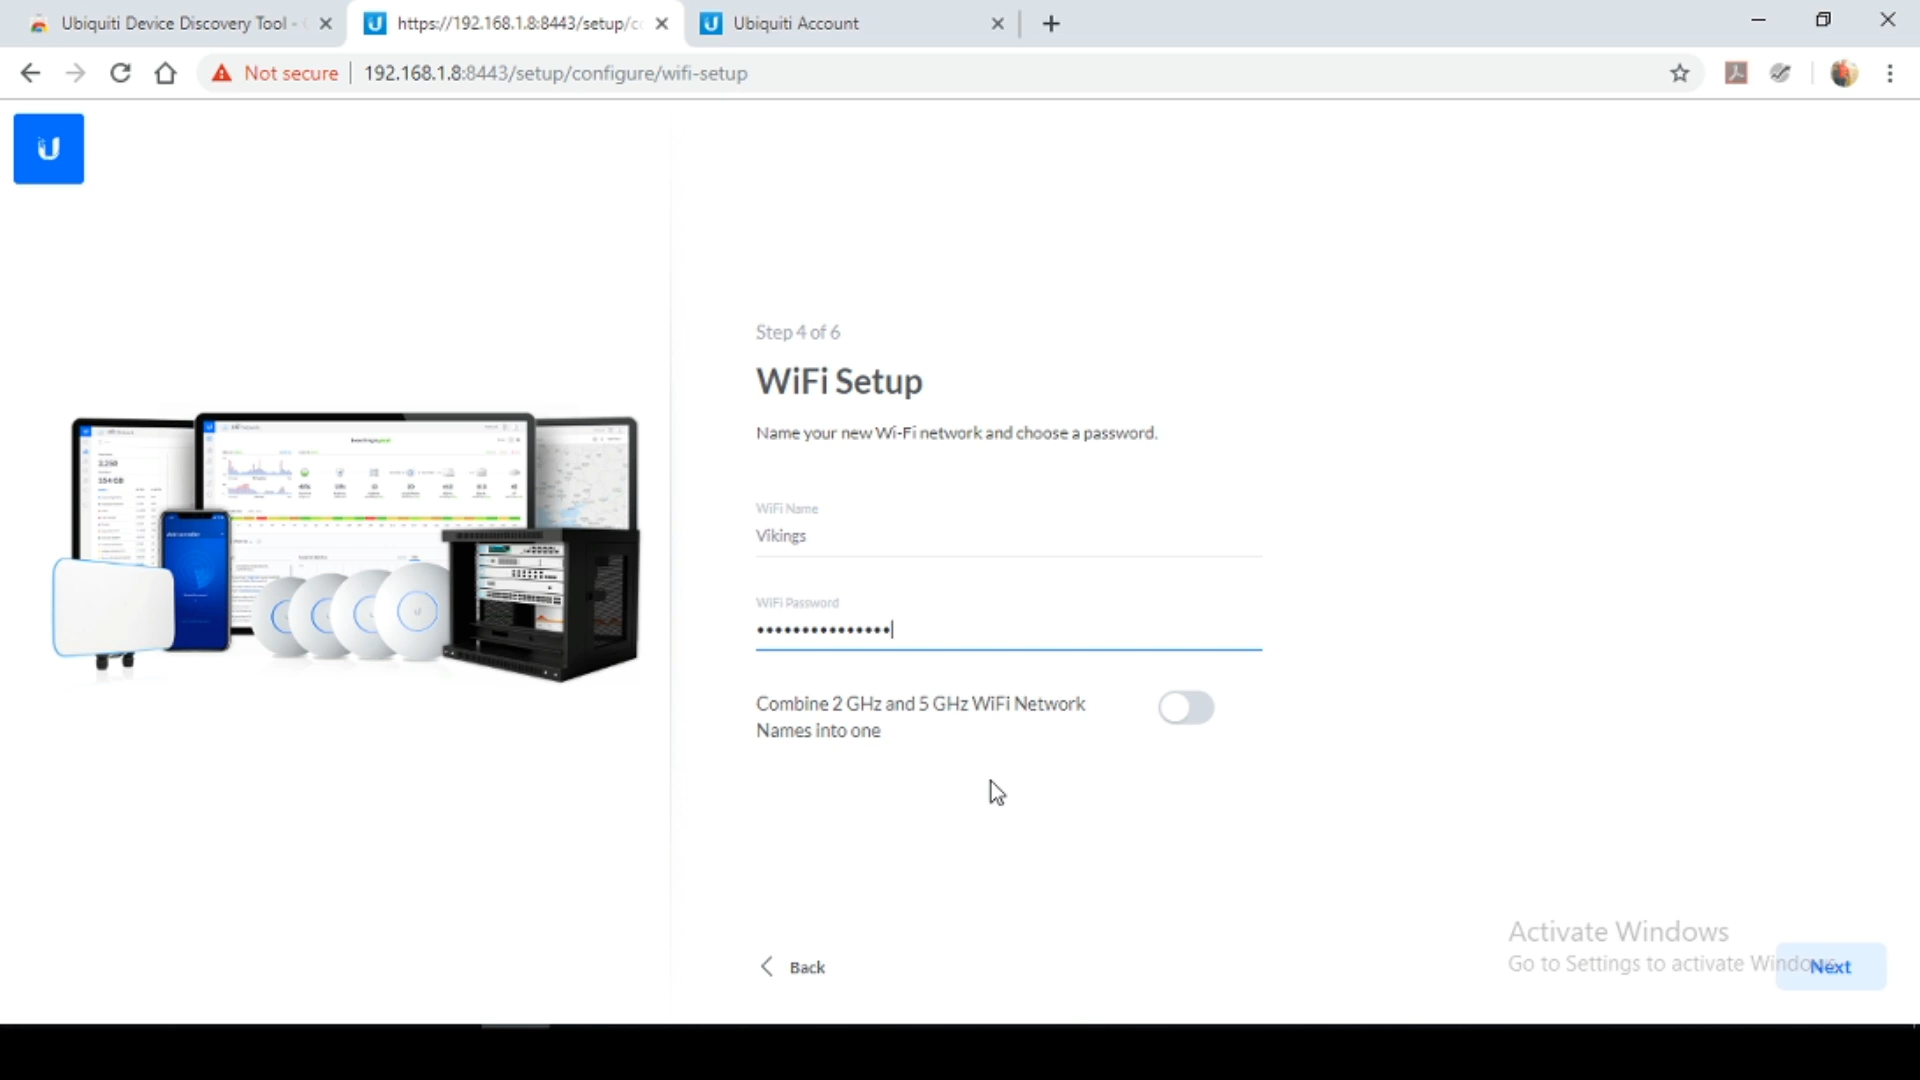 Ubiquiti Device Discovery Tool -
https://192.168.1.8:8443/setup/c
Ubiquiti Account
Not secure
192.168.1.8:8443/setup/configure/wifi-setup
Step 4 of 6
WiFi Setup
Name your new Wi-Fi network and choose a password.
WiFi Name
Vikings
WiFi Password
•••••••••••••••
Combine 2 GHz and 5 GHz WiFi Network
Names into one
Back
Activate Windows
Go to Settings to activate Windows.
Next